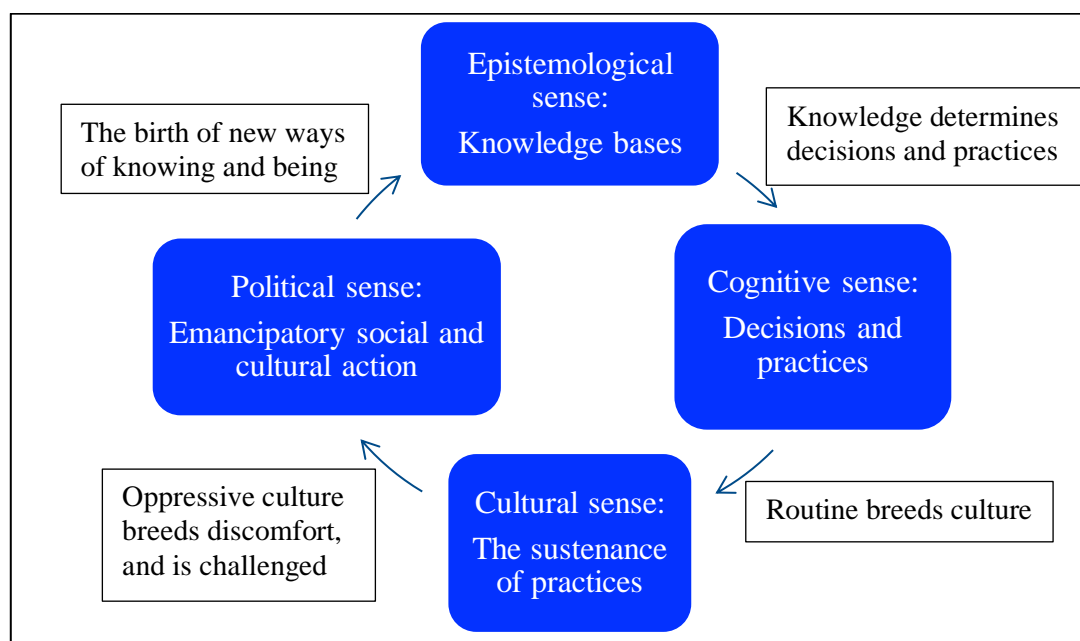 Epistemological
sense:
Knowledge bases
Knowledge determines
decisions and practices
Cognitive sense:
Decisions and
practices
Routine breeds culture
Cultural sense:
The sustenance
of practices
Oppressive culture
breeds discomfort,
and is challenged
Political sense:
Emancipatory social and
cultural action
The birth of new ways
of knowing and being